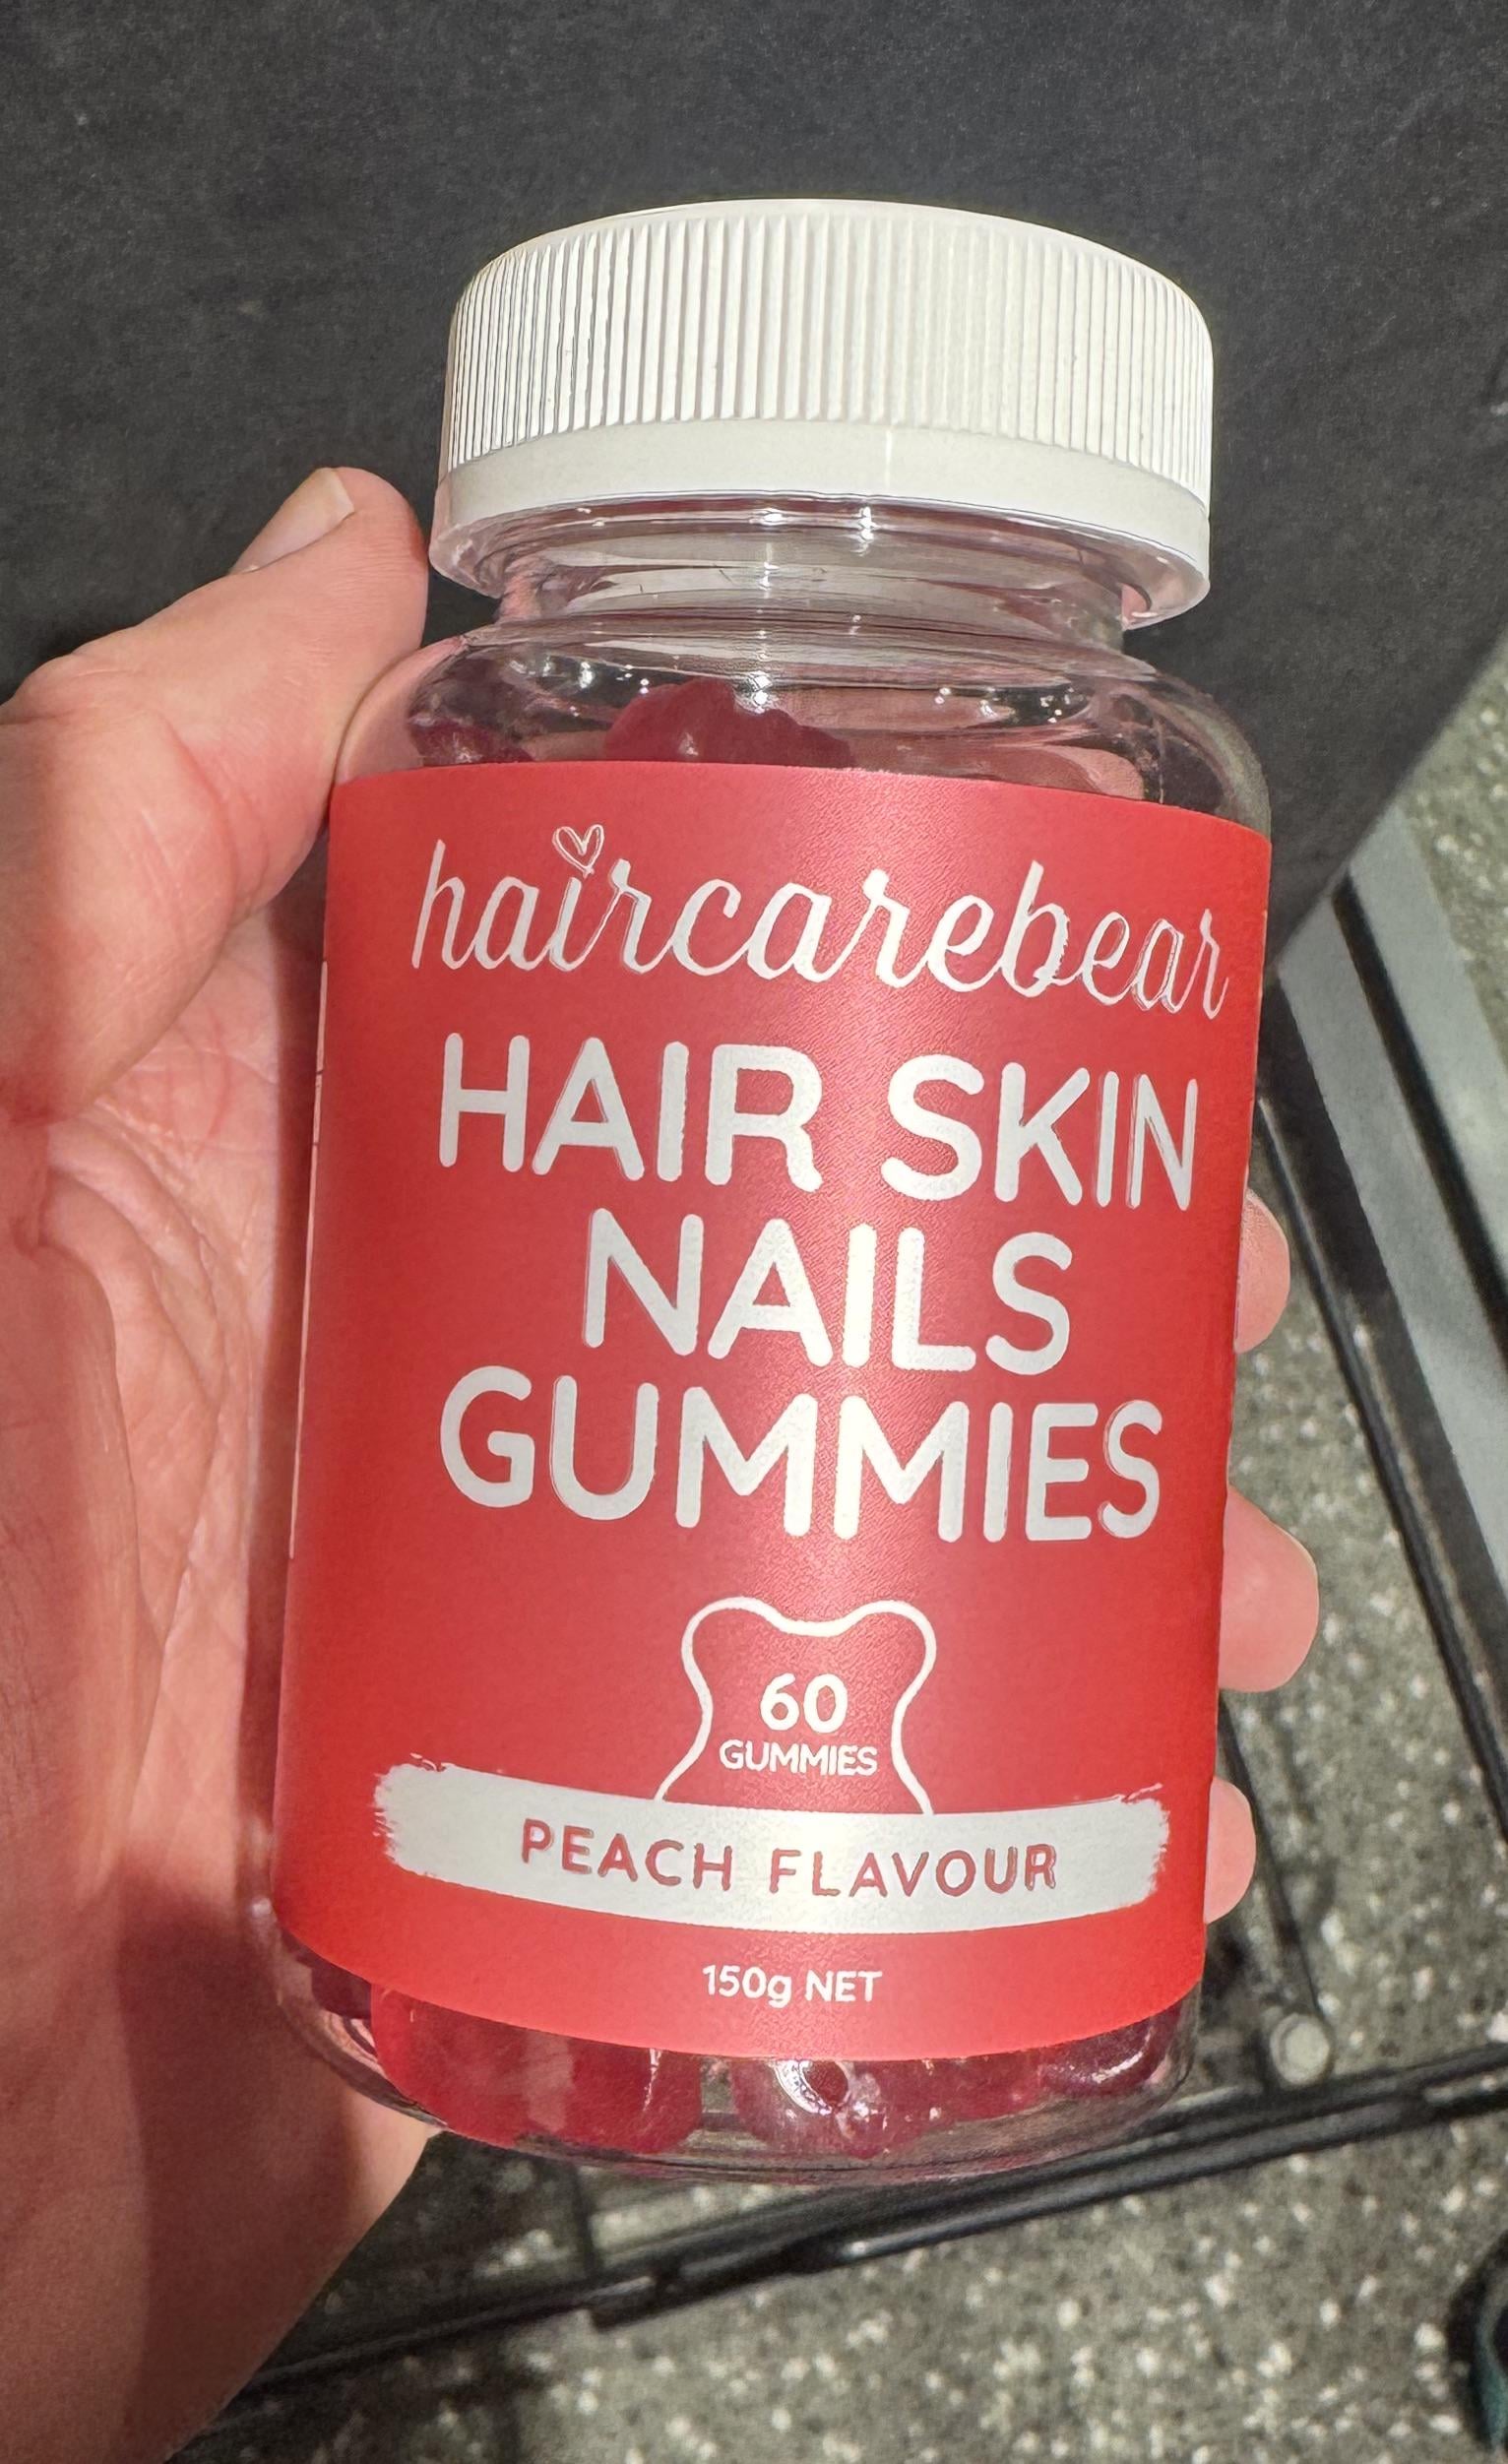 haircarebear
HAIR SKIN
NAILS
GUMMIES
60
GUMMIES
PEACH FLAVOUR
150g NET